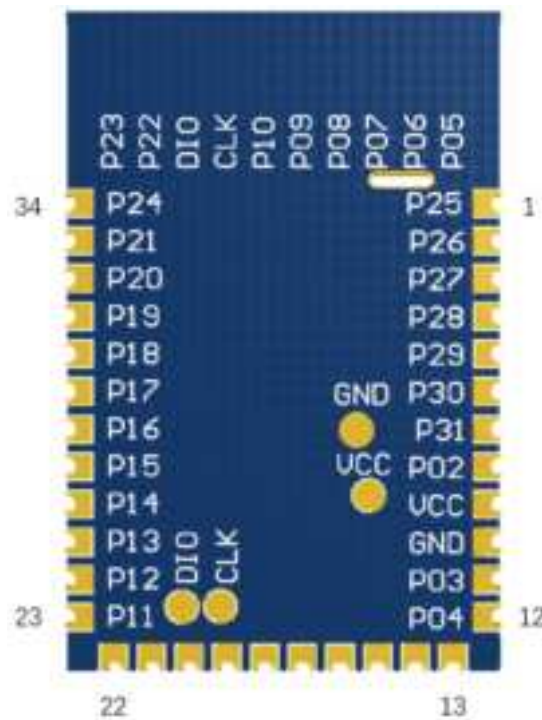 P23 P22 DIO CLK P10 P09 P08 P07 P06 P05
34 P24 P25 1
P21 P26
P20 P27
P19 P28
P18 P29
P17 GND P30
P16 P31
P15 VCC P02
P14 VCC
P13 DIO CLK GND
P12 P03
23 P11 P04 12
22 13